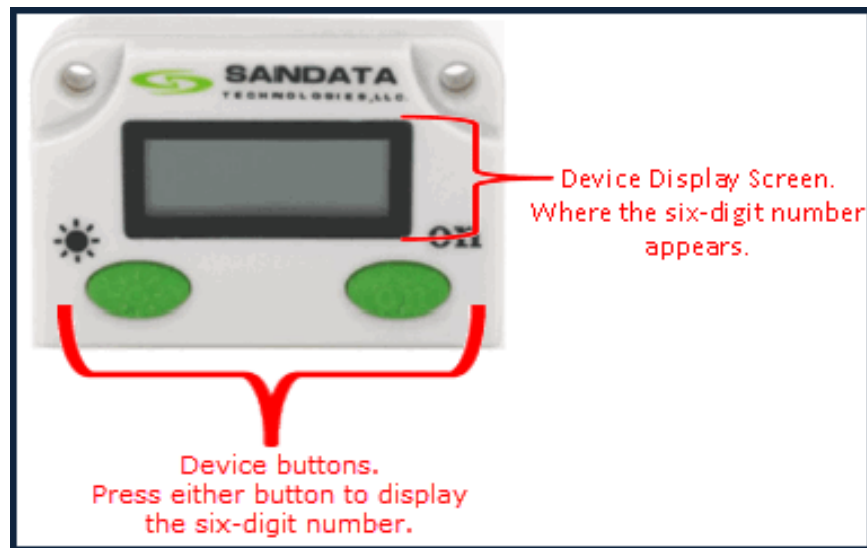 SANDATA
TECHNOLOGIES,LLC.
Device Display Screen.
Where the six-digit number
appears.
on
Device buttons.
Press either button to display
the six-digit number.